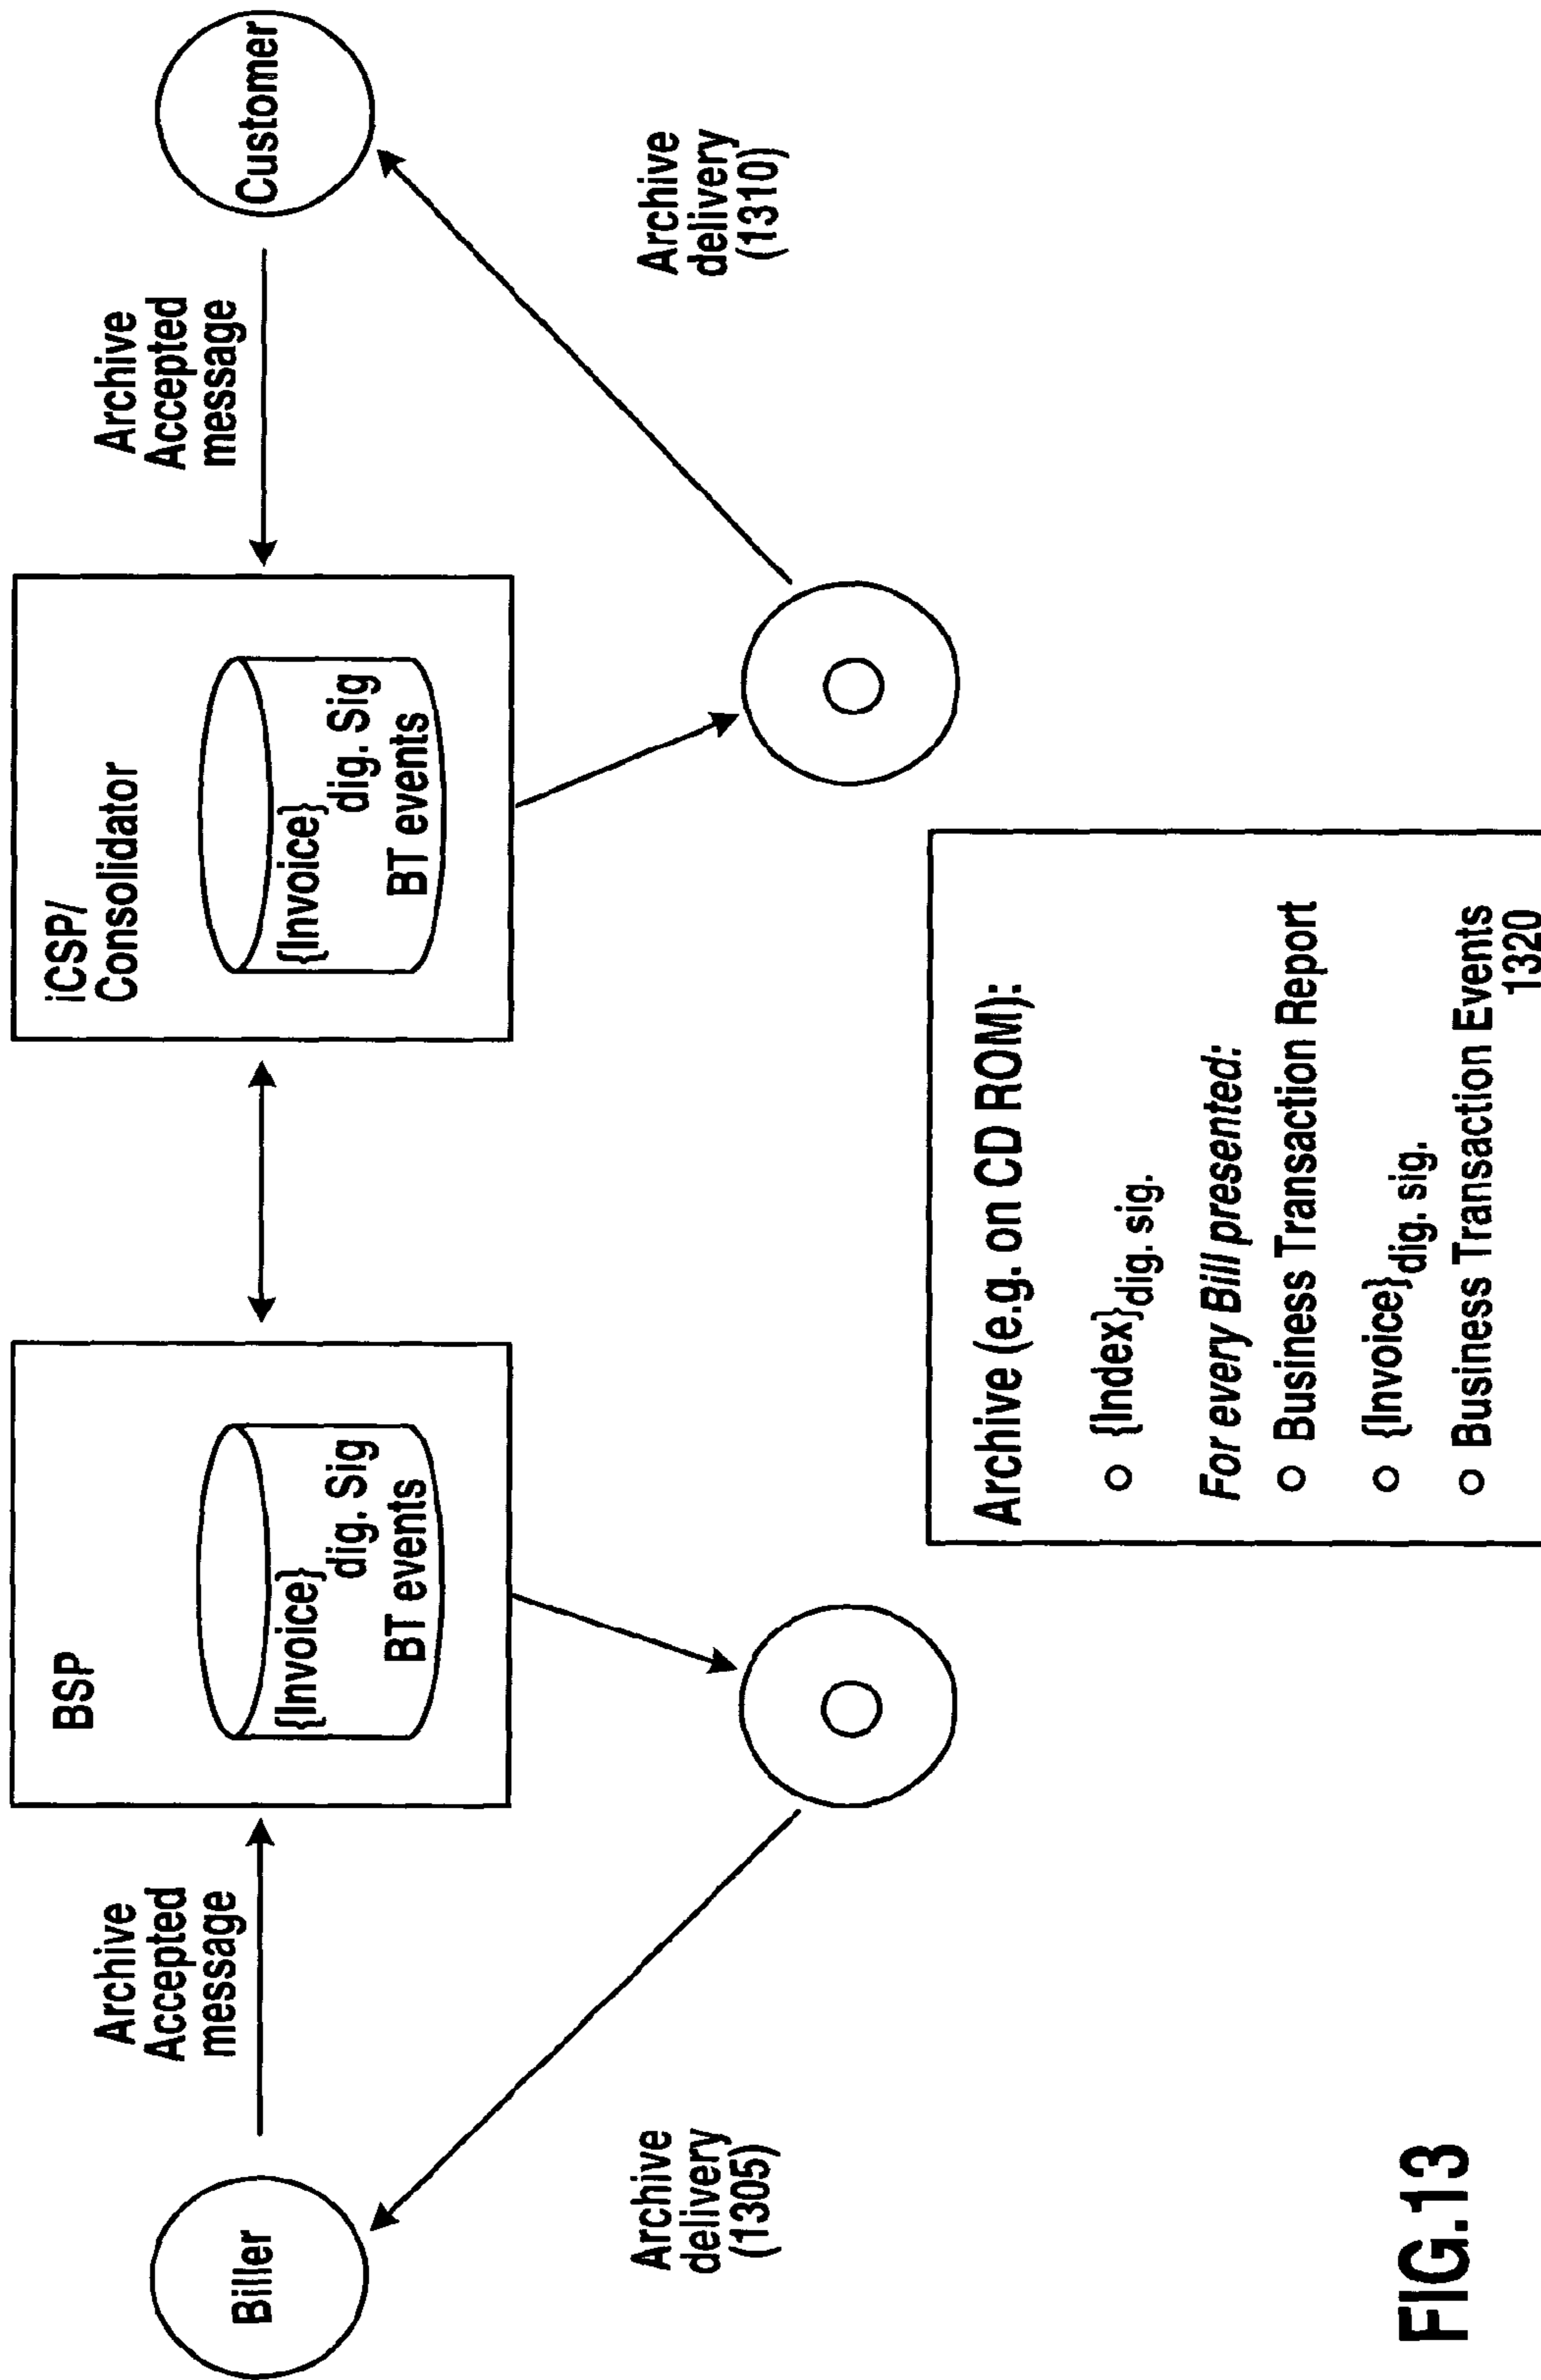 Biller
Archive
Accepted
message
BSP
{Invoice}
dig. Sig
BT events
iCSP/
Consolidator
{Invoice}
dig. Sig
BT events
Archive
Accepted
message
Customer
Archive
delivery
(1305)
Archive
delivery
(1310)
Archive (e.g. on CD ROM):
○ {Index}dig. sig.
For every Bill presented:
○ Business Transaction Report
○ {Invoice}dig. sig.
○ Business Transaction Events
1320
FIG.13